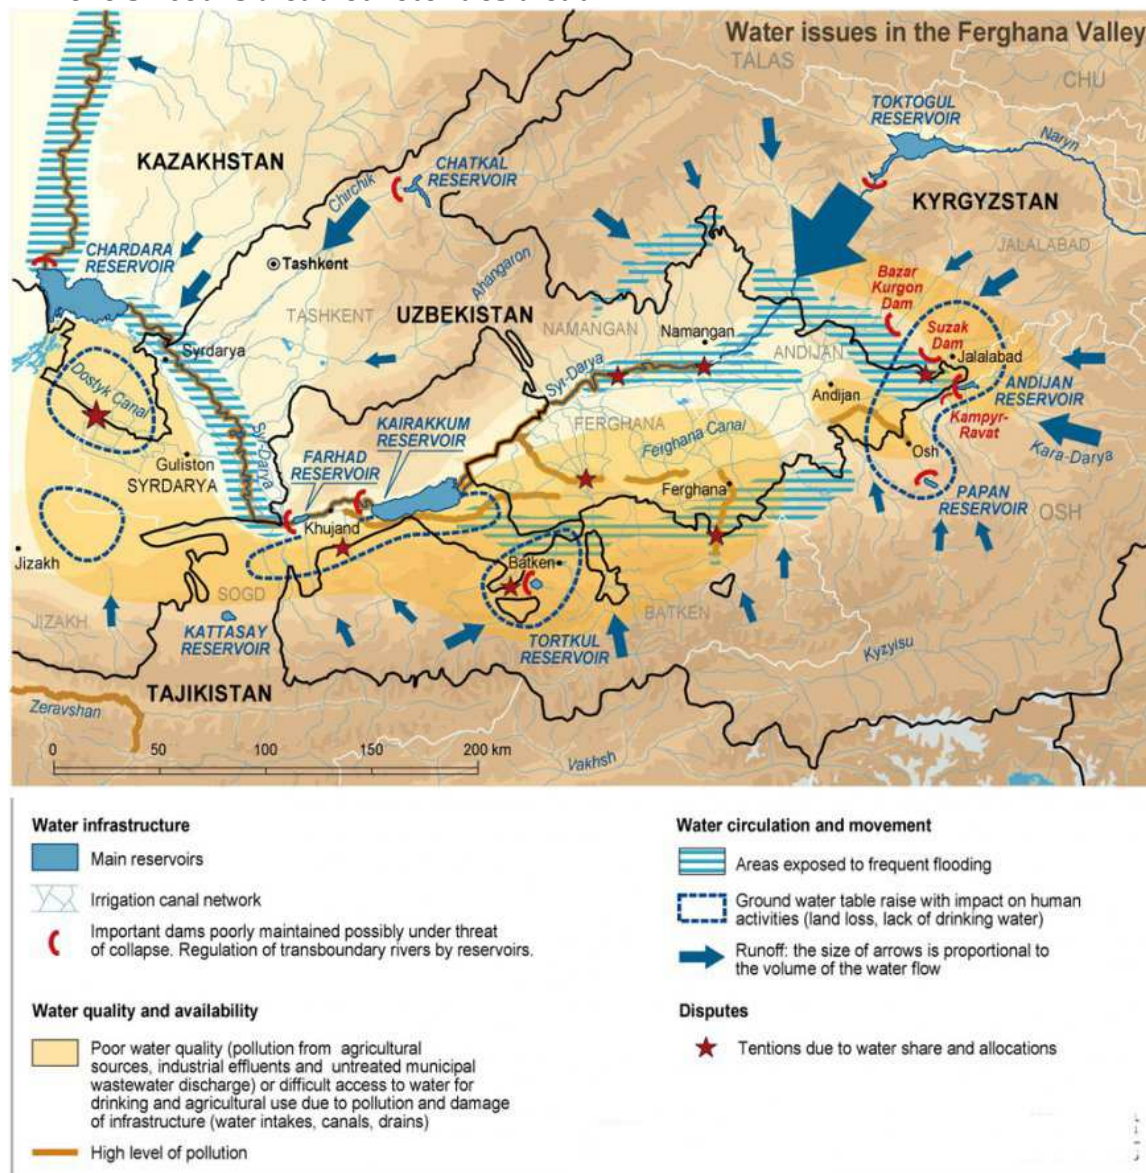 Water issues in the Ferghana Valley
TALAS
CHU
TOKTOGUL
RESERVOIR
Naryn
KAZAKHSTAN
CHATKAL
RESERVOIR
Chirchik
KYRGYZSTAN
CHARDARA
RESERVOIR
Tashkent
Ahangaron
JALALABAD
Bazar
Kurgon
Dam
TASHKENT
UZBEKISTAN
NAMANGAN
Namangan
Suzak
Dam
Syrdarya
ANDIJAN
Jalalabad
Dostyk Canal
Syr-Darya
Andijan
ANDIJAN
RESERVOIR
KAIRAKKUM
RESERVOIR
FERGHANA
Kampyr-
Ravat
Syr-Darya
FARHAD
RESERVOIR
Ferghana Canal
Osh
Kara-Darya
Guliston
SYRDARYA
Ferghana
PAPAN
RESERVOIR
Khujand
OSH
Jizakh
Batken
SOGD
JIZAKH
KATTASAY
RESERVOIR
BATKEN
TORTKUL
RESERVOIR
Kyzylsu
TAJIKISTAN
Zeravshan
0 50 100 150 200 km
Vakhsh
Water infrastructure
Main reservoirs
Irrigation canal network
Important dams poorly maintained possibly under threat
of collapse. Regulation of transboundary rivers by reservoirs.
Water quality and availability
Poor water quality (pollution from agricultural
sources, industrial effluents and untreated municipal
wastewater discharge) or difficult access to water for
drinking and agricultural use due to pollution and damage
of infrastructure (water intakes, canals, drains)
High level of pollution
Water circulation and movement
Areas exposed to frequent flooding
Ground water table raise with impact on human
activities (land loss, lack of drinking water)
Runoff: the size of arrows is proportional to
the volume of the water flow
Disputes
Tentions due to water share and allocations